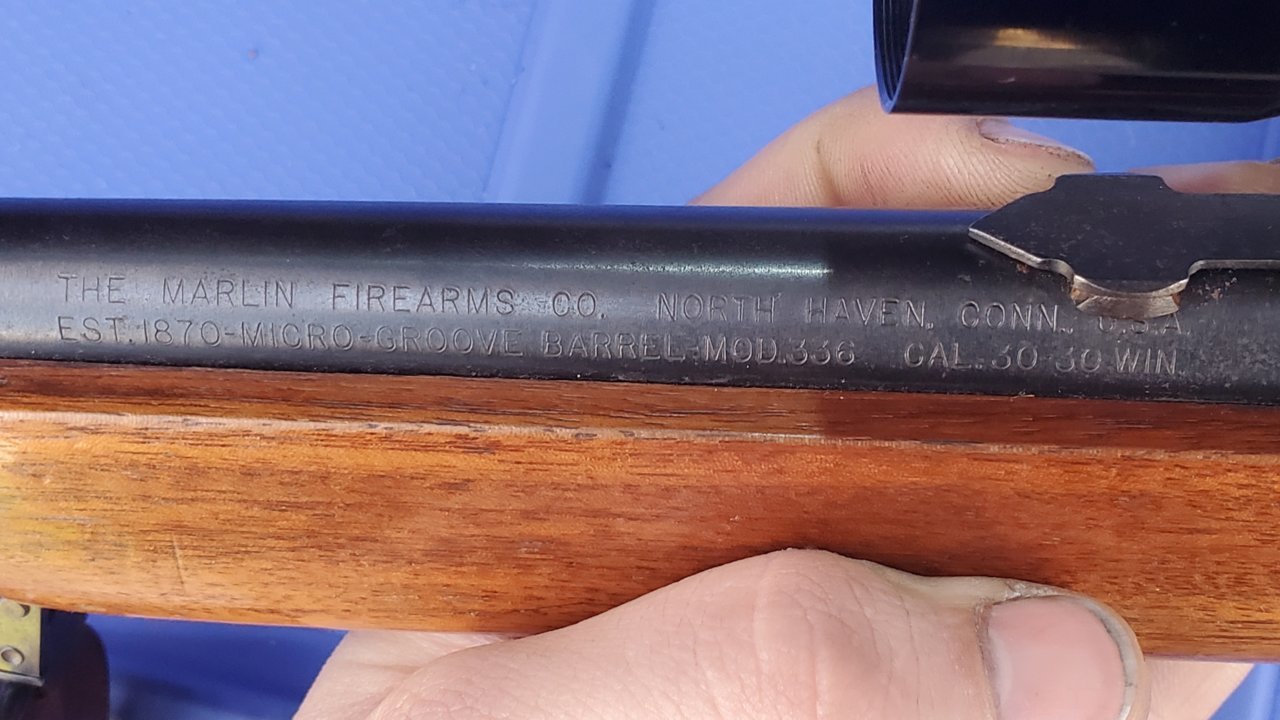 THE MARLIN FIREARMS CO. NORTH HAVEN, CONN., U.S.A.
EST. 1870-MICRO-GROOVE BARREL-MOD.336 CAL. 30-30 WIN.